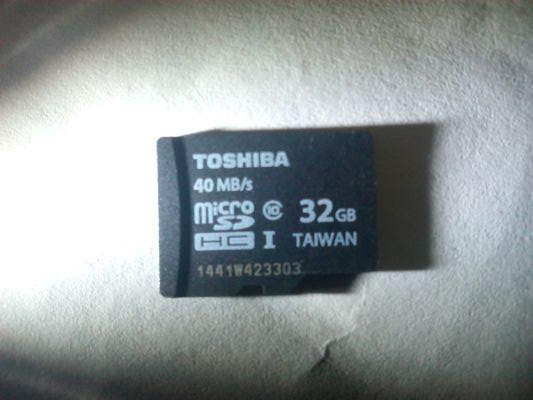 TOSHIBA
40 MB/s
micro SD HC I
10
32GB
TAIWAN
1441W423303